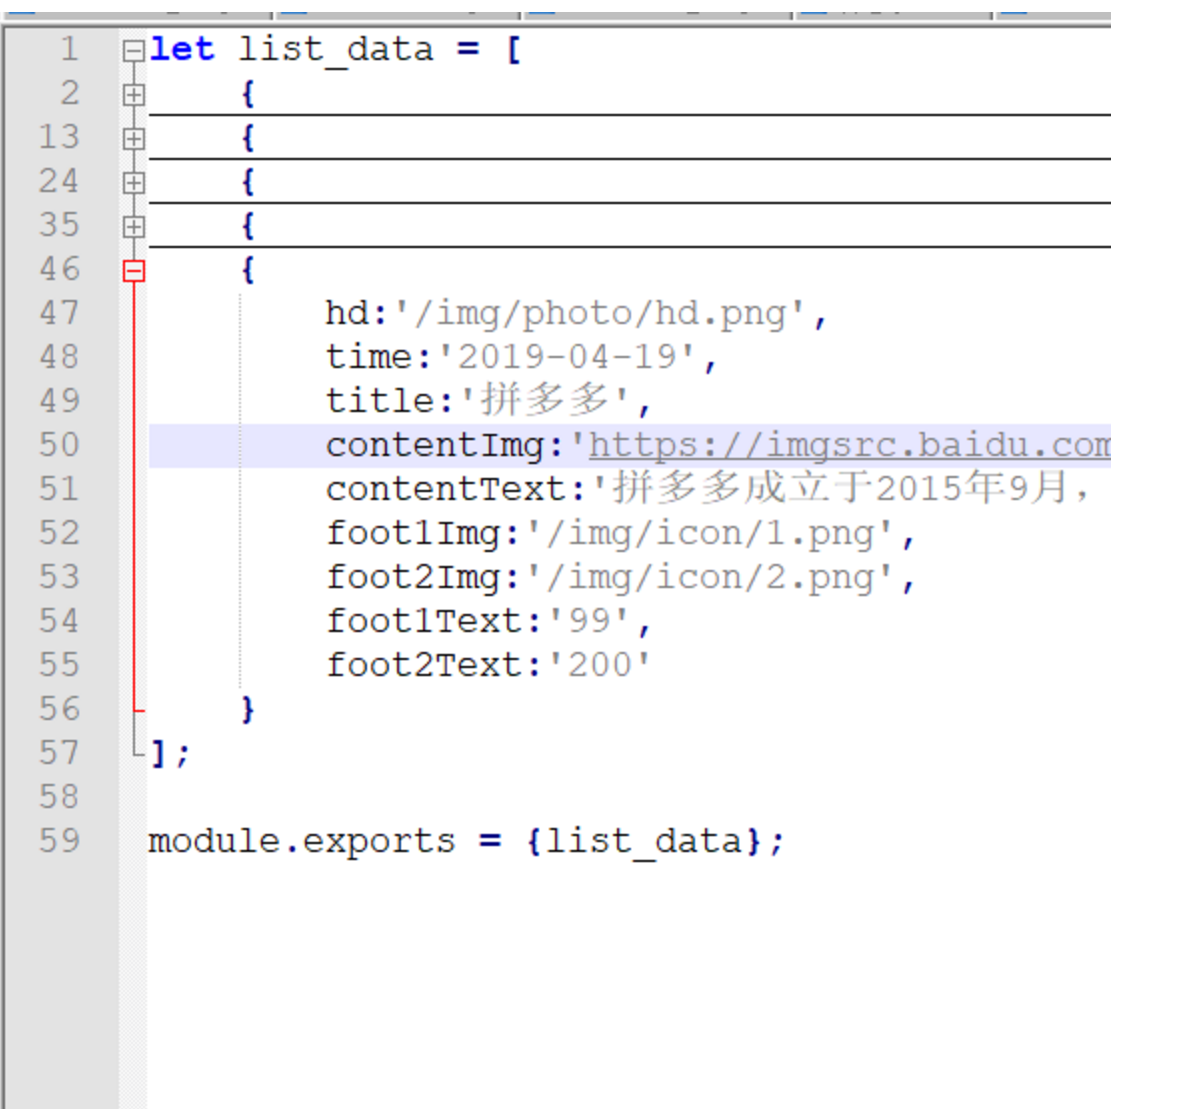 1 let list_data = [
2 {
13 {
24 {
35 {
46 {
47 hd:'/img/photo/hd.png',
48 time:'2019-04-19',
49 title:'拼多多',
50 contentImg:'https://imgsrc.baidu.com
51 contentText:'拼多多成立于2015年9月，
52 foot1Img:'/img/icon/1.png',
53 foot2Img:'/img/icon/2.png',
54 foot1Text:'99',
55 foot2Text:'200'
56 }
57 ];
58
59 module.exports = {list_data};